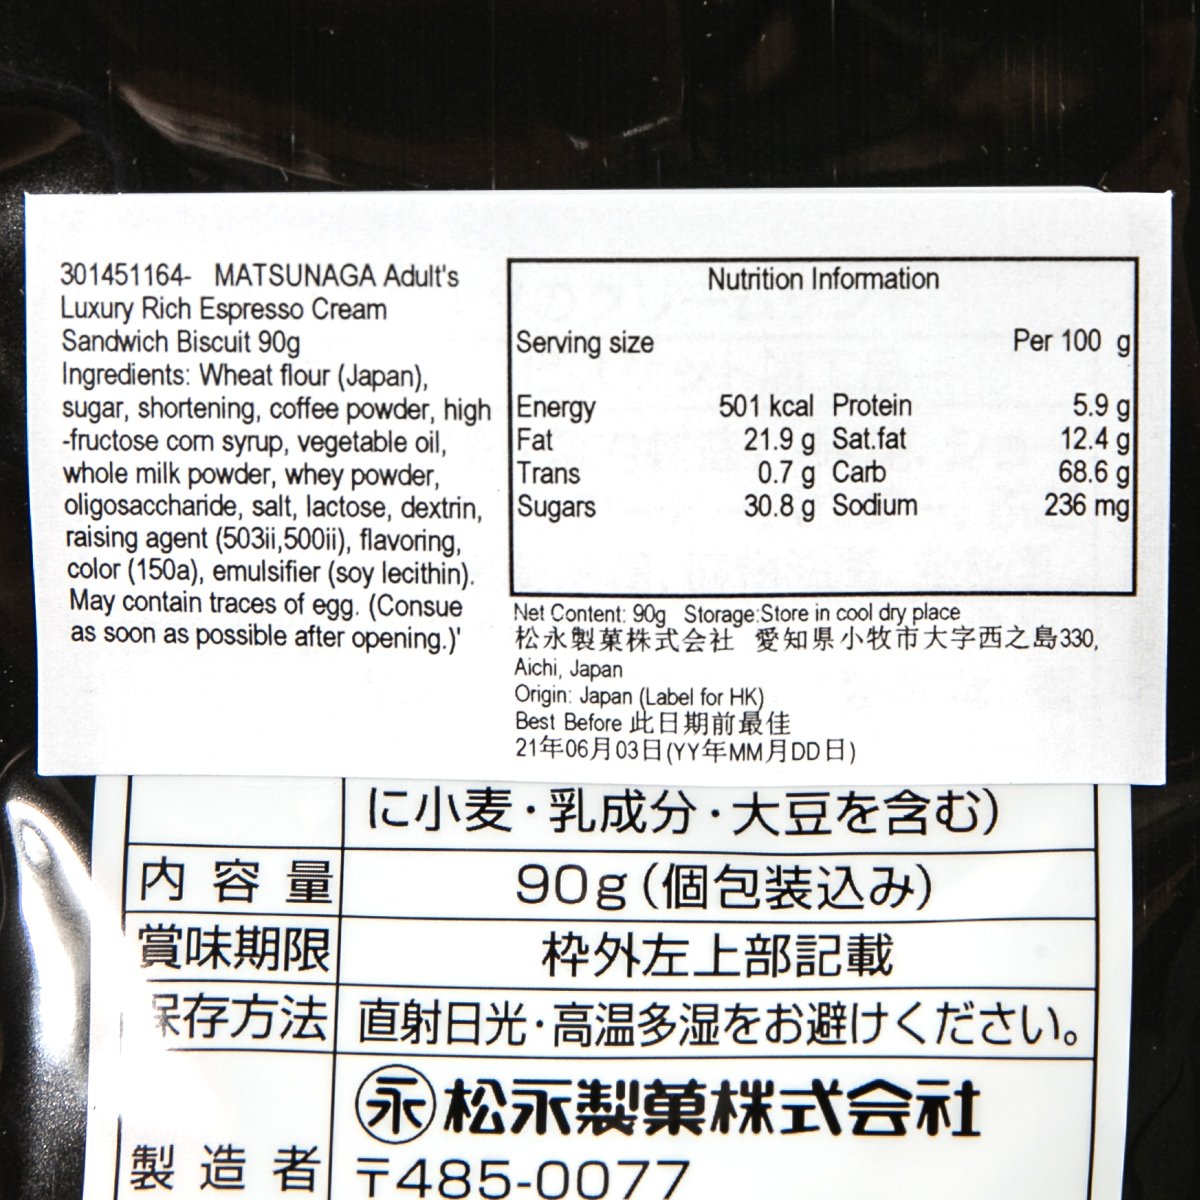 301451164- MATSUNAGA Adult's
Luxury Rich Espresso Cream
Sandwich Biscuit 90g
Ingredients: Wheat flour (Japan),
sugar, shortening, coffee powder, high
-fructose corn syrup, vegetable oil,
whole milk powder, whey powder,
oligosaccharide, salt, lactose, dextrin,
raising agent (503ii,500ii), flavoring,
color (150a), emulsifier (soy lecithin).
May contain traces of egg. (Consue
as soon as possible after opening.)'
Nutrition Information
Serving size Per 100 g
Energy 501 kcal Protein 5.9 g
Fat 21.9 g Sat.fat 12.4 g
Trans 0.7 g Carb 68.6 g
Sugars 30.8 g Sodium 236 mg
Net Content: 90g Storage:Store in cool dry place
松永製菓株式会社 愛知県小牧市大字西之島330,
Aichi, Japan
Origin: Japan (Label for HK)
Best Before 此日期前最佳
21年06月03日(YY年MM月DD日)
に小麦・乳成分・大豆を含む)
内容量 90g(個包装込み)
賞味期限 枠外左上部記載
保存方法 直射日光・高温多湿をお避けください。
永 松永製菓株式会社
製造者 〒485-0077